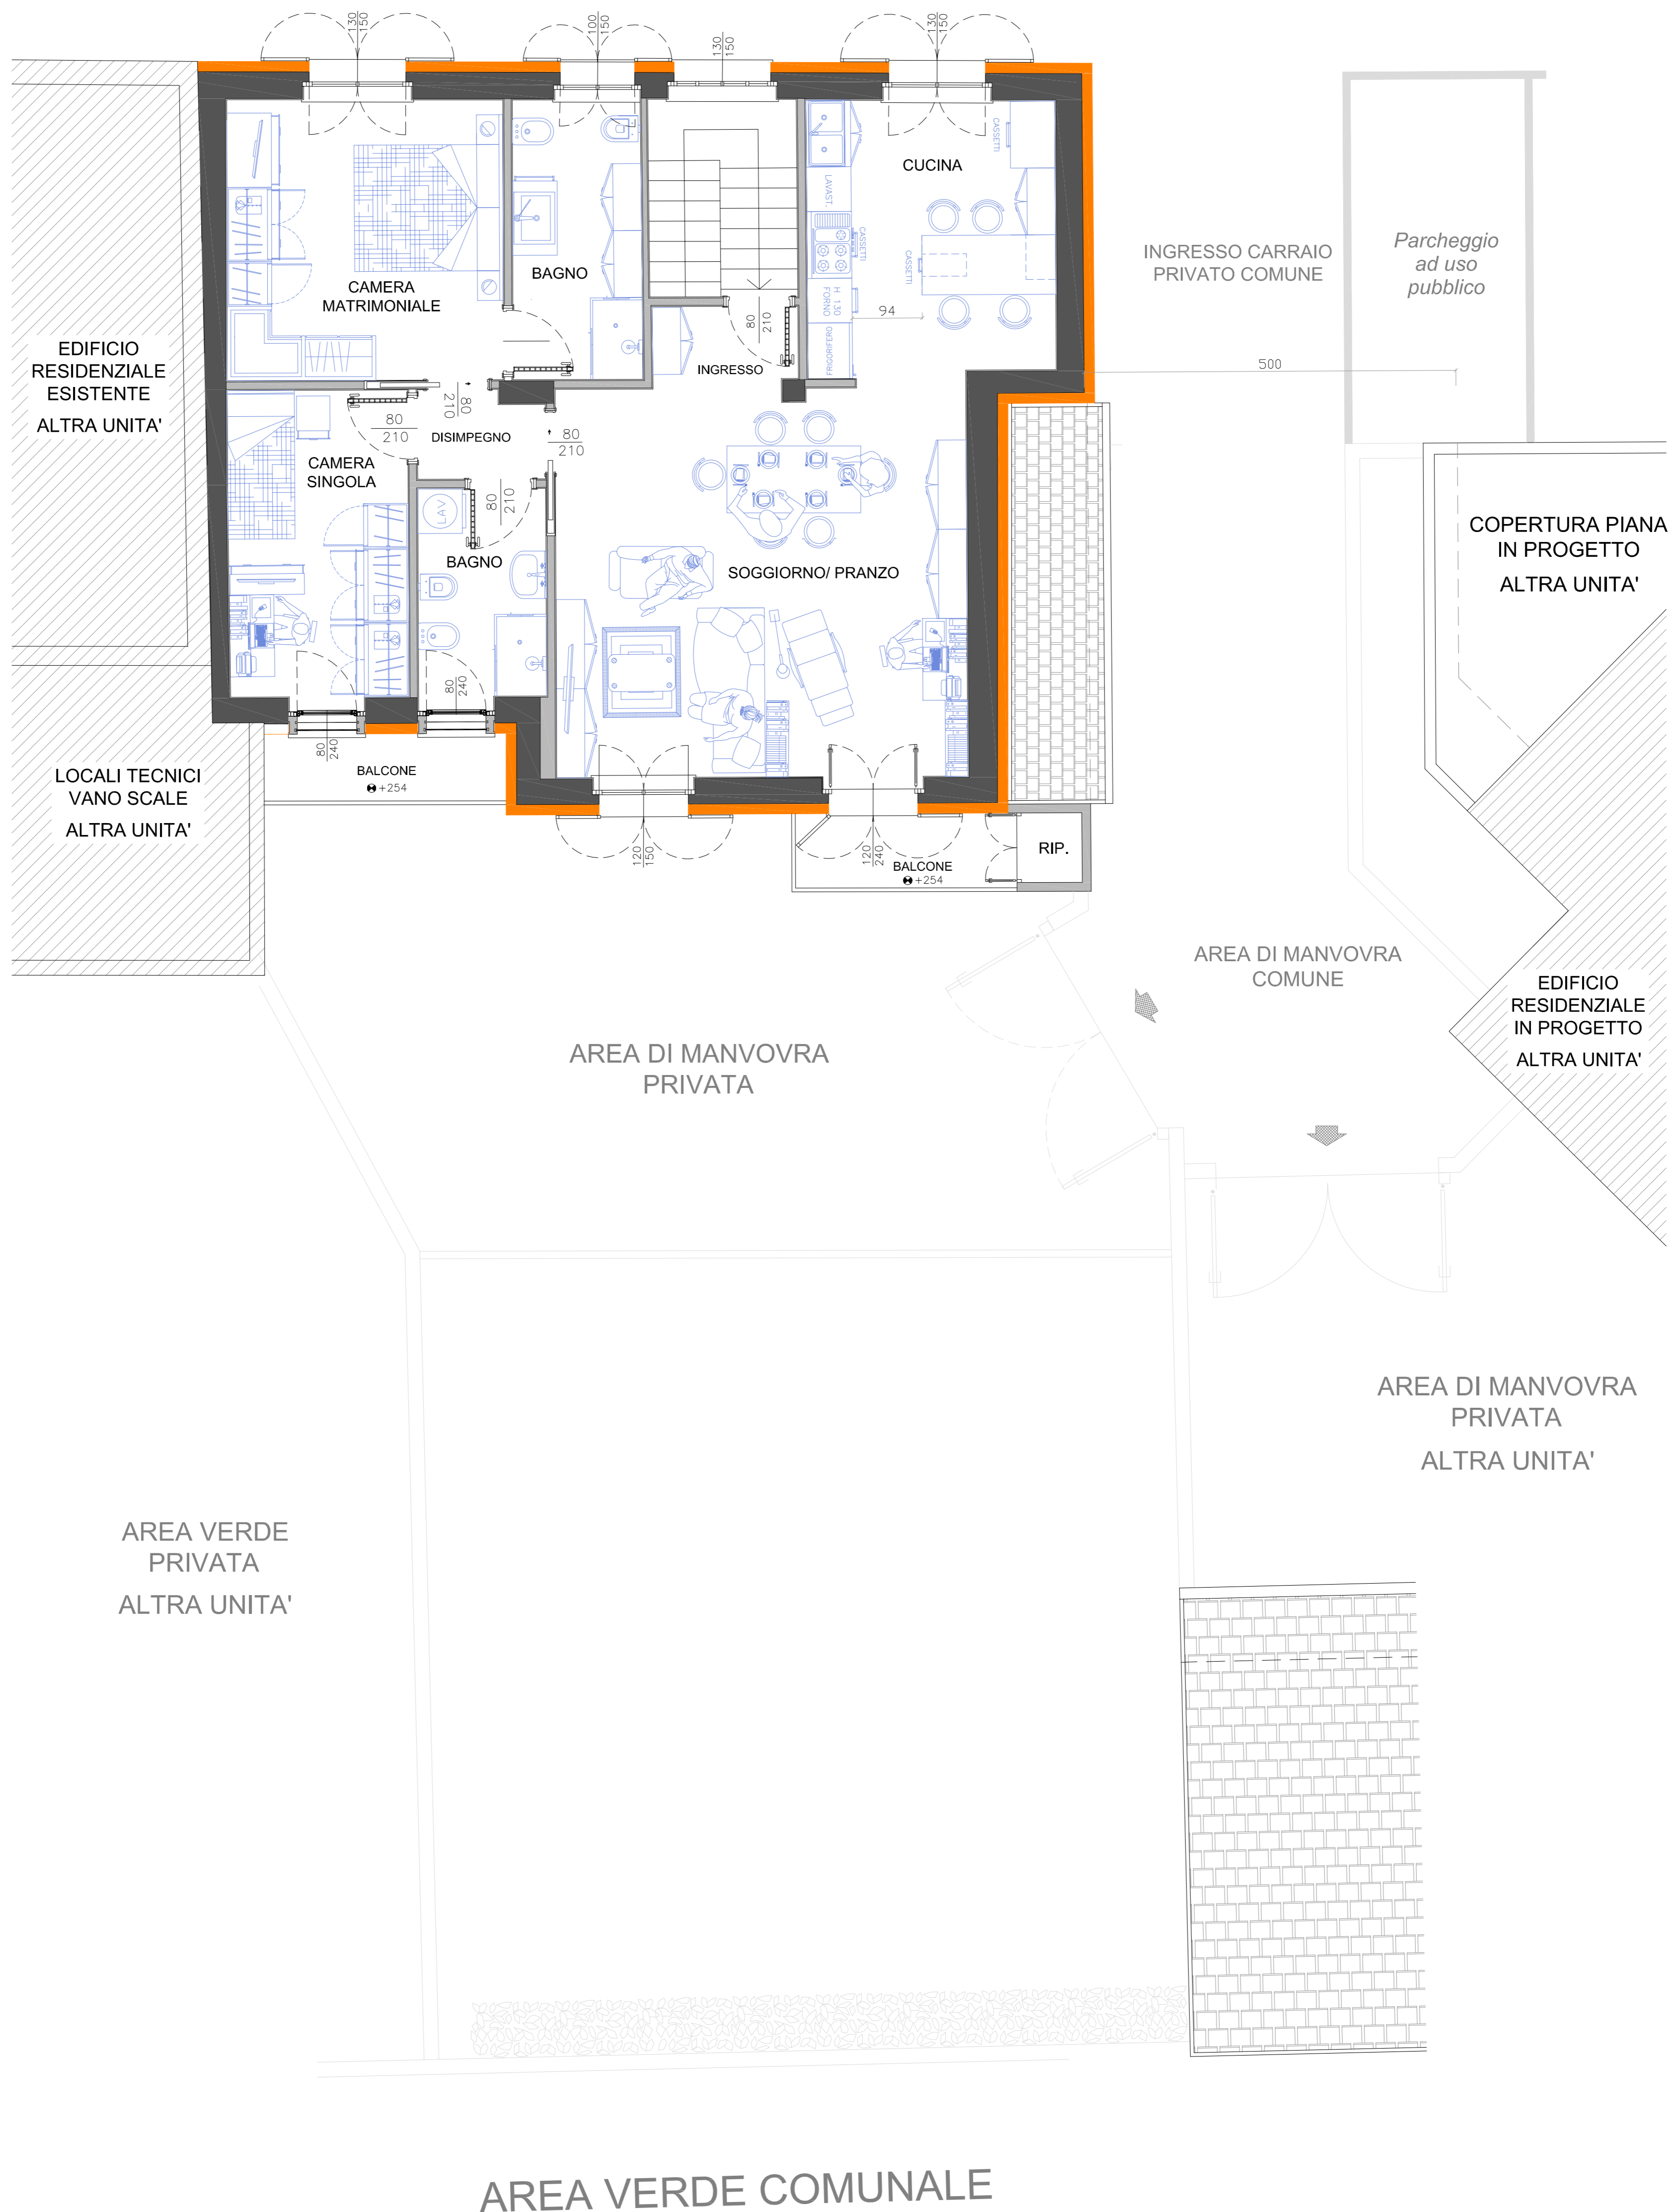 130
150
100
150
130
150
130
150
CASSETTI
CUCINA
LAVAST.
CASSETTI
CASSETTI
H 130
FORNO
FRIGORIFERO
94
BAGNO
CAMERA
MATRIMONIALE
80
210
INGRESSO
INGRESSO CARRAIO
PRIVATO COMUNE
Parcheggio
ad uso
pubblico
500
EDIFICIO
RESIDENZIALE
ESISTENTE
ALTRA UNITA'
80
210
80
210
DISIMPEGNO
80
210
CAMERA
SINGOLA
LAV
80
210
BAGNO
SOGGIORNO/ PRANZO
COPERTURA PIANA
IN PROGETTO
ALTRA UNITA'
80
240
80
240
BALCONE
+254
LOCALI TECNICI
VANO SCALE
ALTRA UNITA'
120
150
120
240
BALCONE
+254
RIP.
AREA DI MANVOVRA
COMUNE
EDIFICIO
RESIDENZIALE
IN PROGETTO
ALTRA UNITA'
AREA DI MANVOVRA
PRIVATA
AREA DI MANVOVRA
PRIVATA
ALTRA UNITA'
AREA VERDE
PRIVATA
ALTRA UNITA'
AREA VERDE COMUNALE